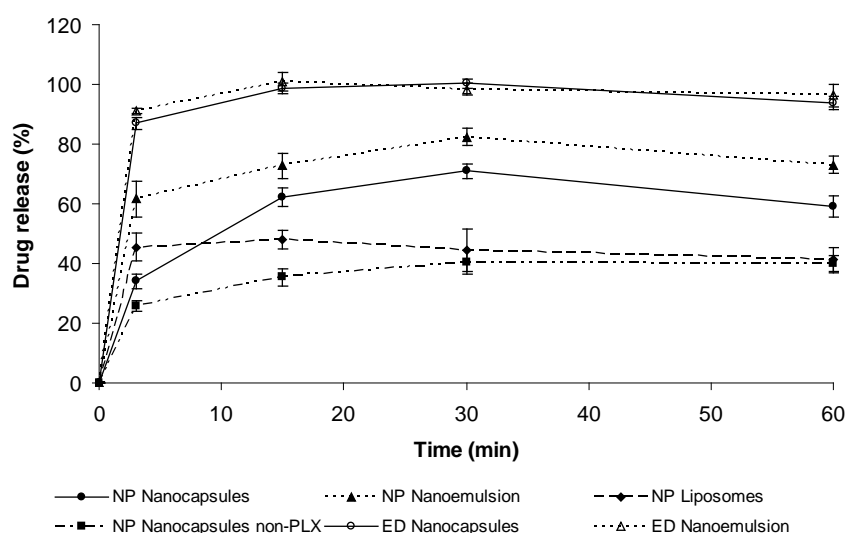 120
100
80
60
40
20
0
Drug release (%)
0 10 20 30 40 50 60
Time (min)
NP Nanocapsules NP Nanoemulsion NP Liposomes
NP Nanocapsules non-PLX ED Nanocapsules ED Nanoemulsion